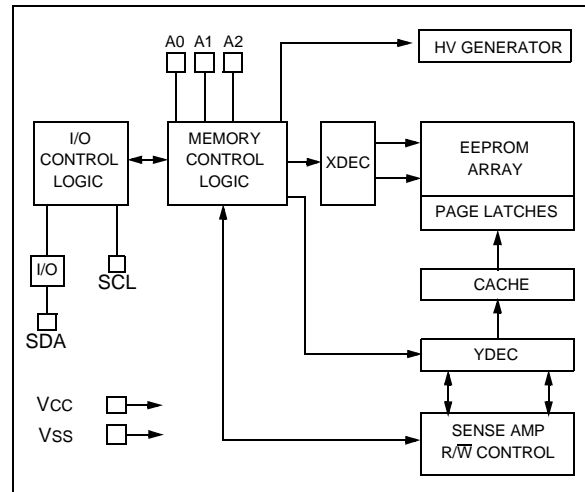 A0 A1 A2
HV GENERATOR
I/O
CONTROL
LOGIC
MEMORY
CONTROL
LOGIC
XDEC
EEPROM
ARRAY
PAGE LATCHES
I/O
SCL
SDA
CACHE
YDEC
VCC
VSS
SENSE AMP
R/W̅ CONTROL